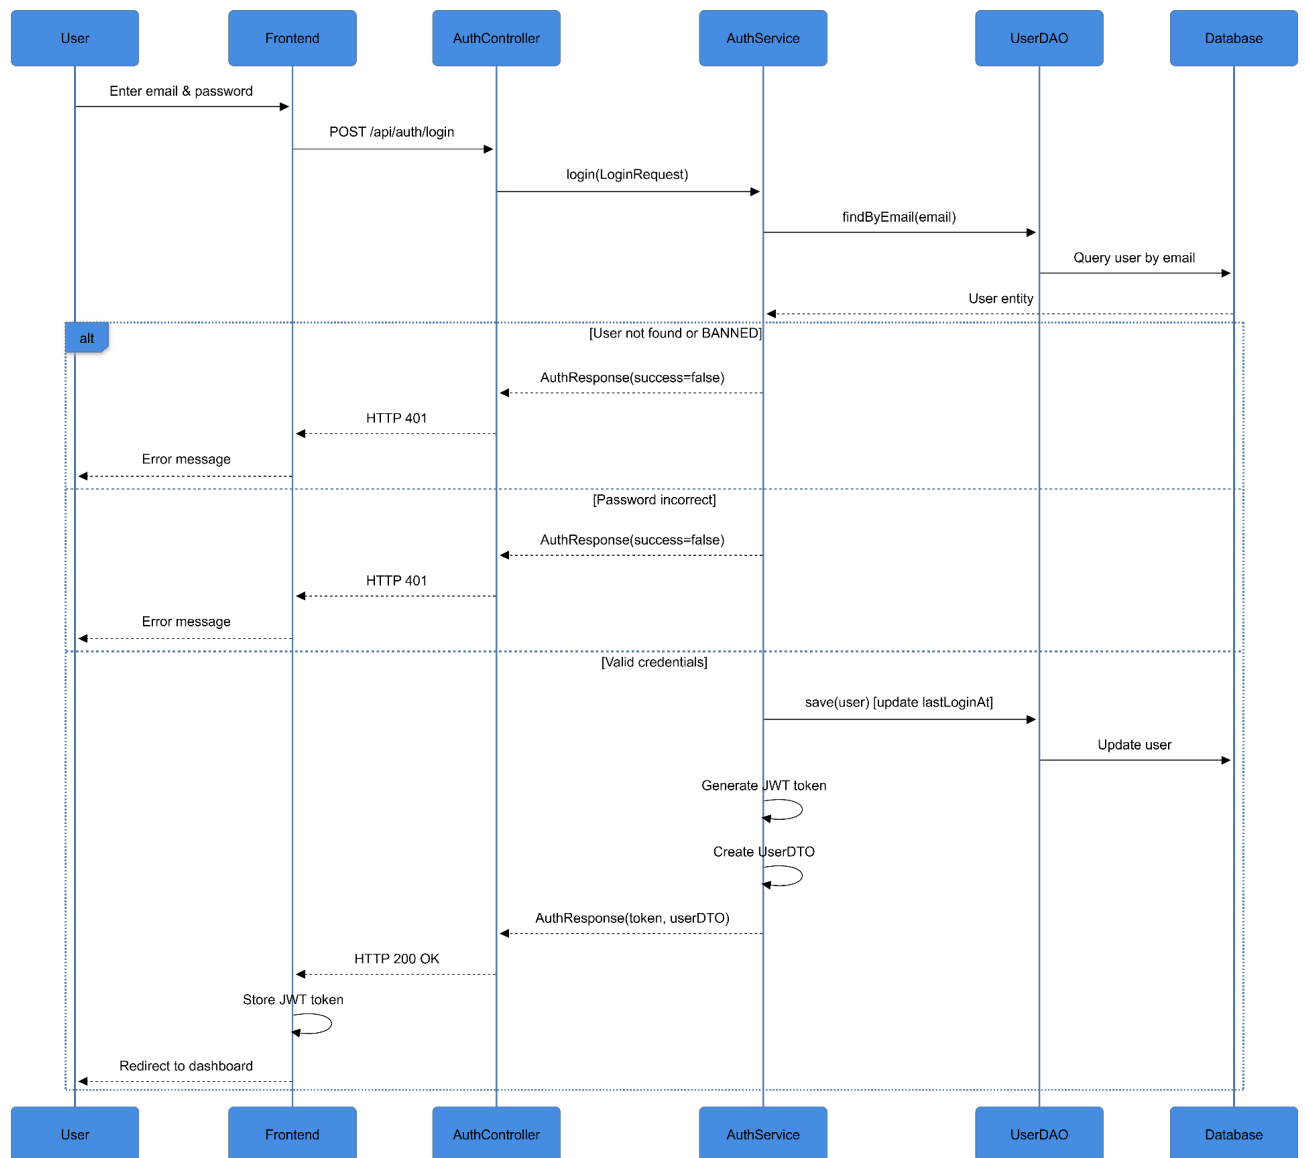 User
Frontend
AuthController
AuthService
UserDAO
Database
Enter email & password
POST /api/auth/login
login(LoginRequest)
findByEmail(email)
Query user by email
User entity
alt
[User not found or BANNED]
AuthResponse(success=false)
HTTP 401
Error message
[Password incorrect]
AuthResponse(success=false)
HTTP 401
Error message
[Valid credentials]
save(user) [update lastLoginAt]
Update user
Generate JWT token
Create UserDTO
AuthResponse(token, userDTO)
HTTP 200 OK
Store JWT token
Redirect to dashboard
User
Frontend
AuthController
AuthService
UserDAO
Database